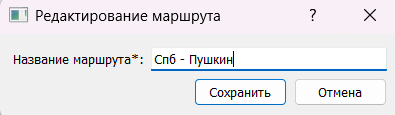 Редактирование маршрута
Название маршрута*: Спб - Пушкин
Сохранить Отмена